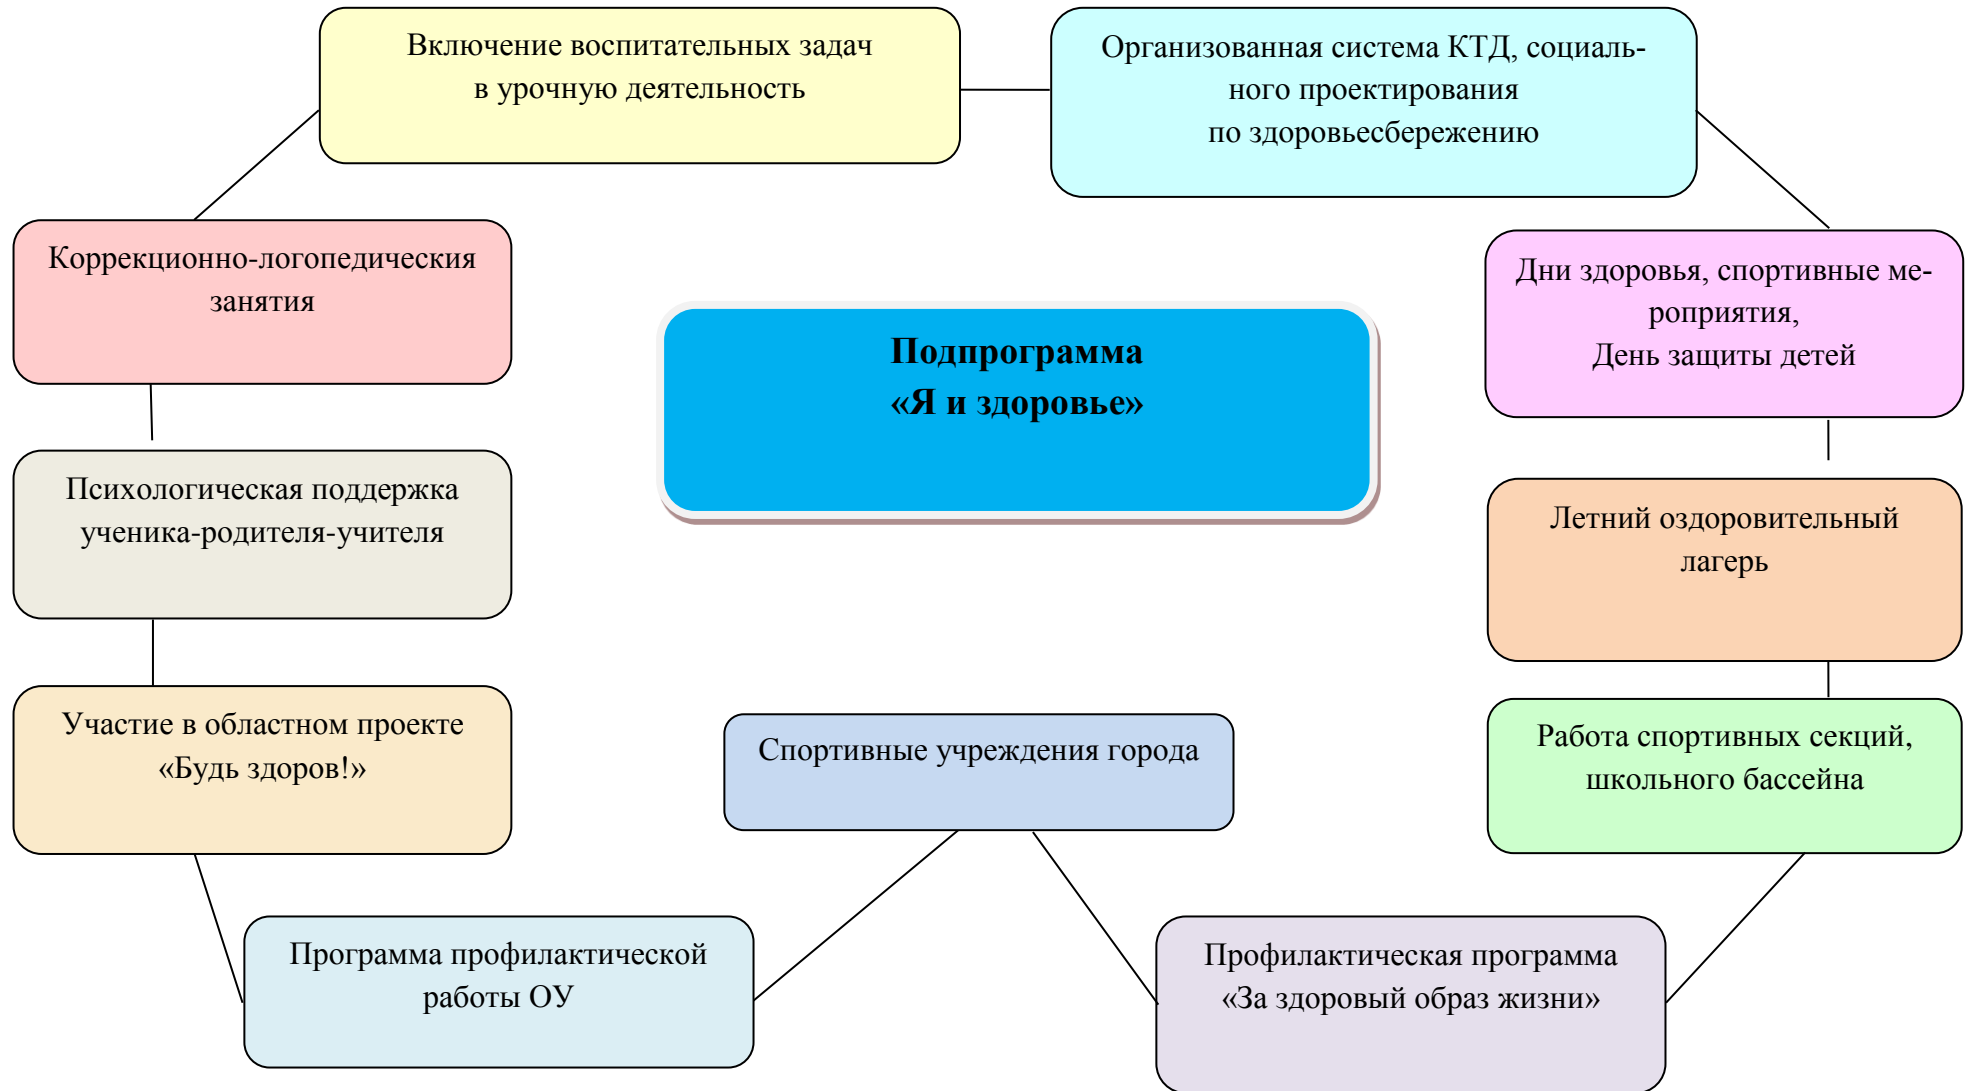 Включение воспитательных задач
в урочную деятельность
Организованная система КТД, социаль-
ного проектирования
по здоровьесбережению
Коррекционно-логопедическия
занятия
Дни здоровья, спортивные ме-
роприятия,
День защиты детей
Подпрограмма
«Я и здоровье»
Психологическая поддержка
ученика-родителя-учителя
Летний оздоровительный
лагерь
Участие в областном проекте
«Будь здоров!»
Спортивные учреждения города
Работа спортивных секций,
школьного бассейна
Программа профилактической
работы ОУ
Профилактическая программа
«За здоровый образ жизни»